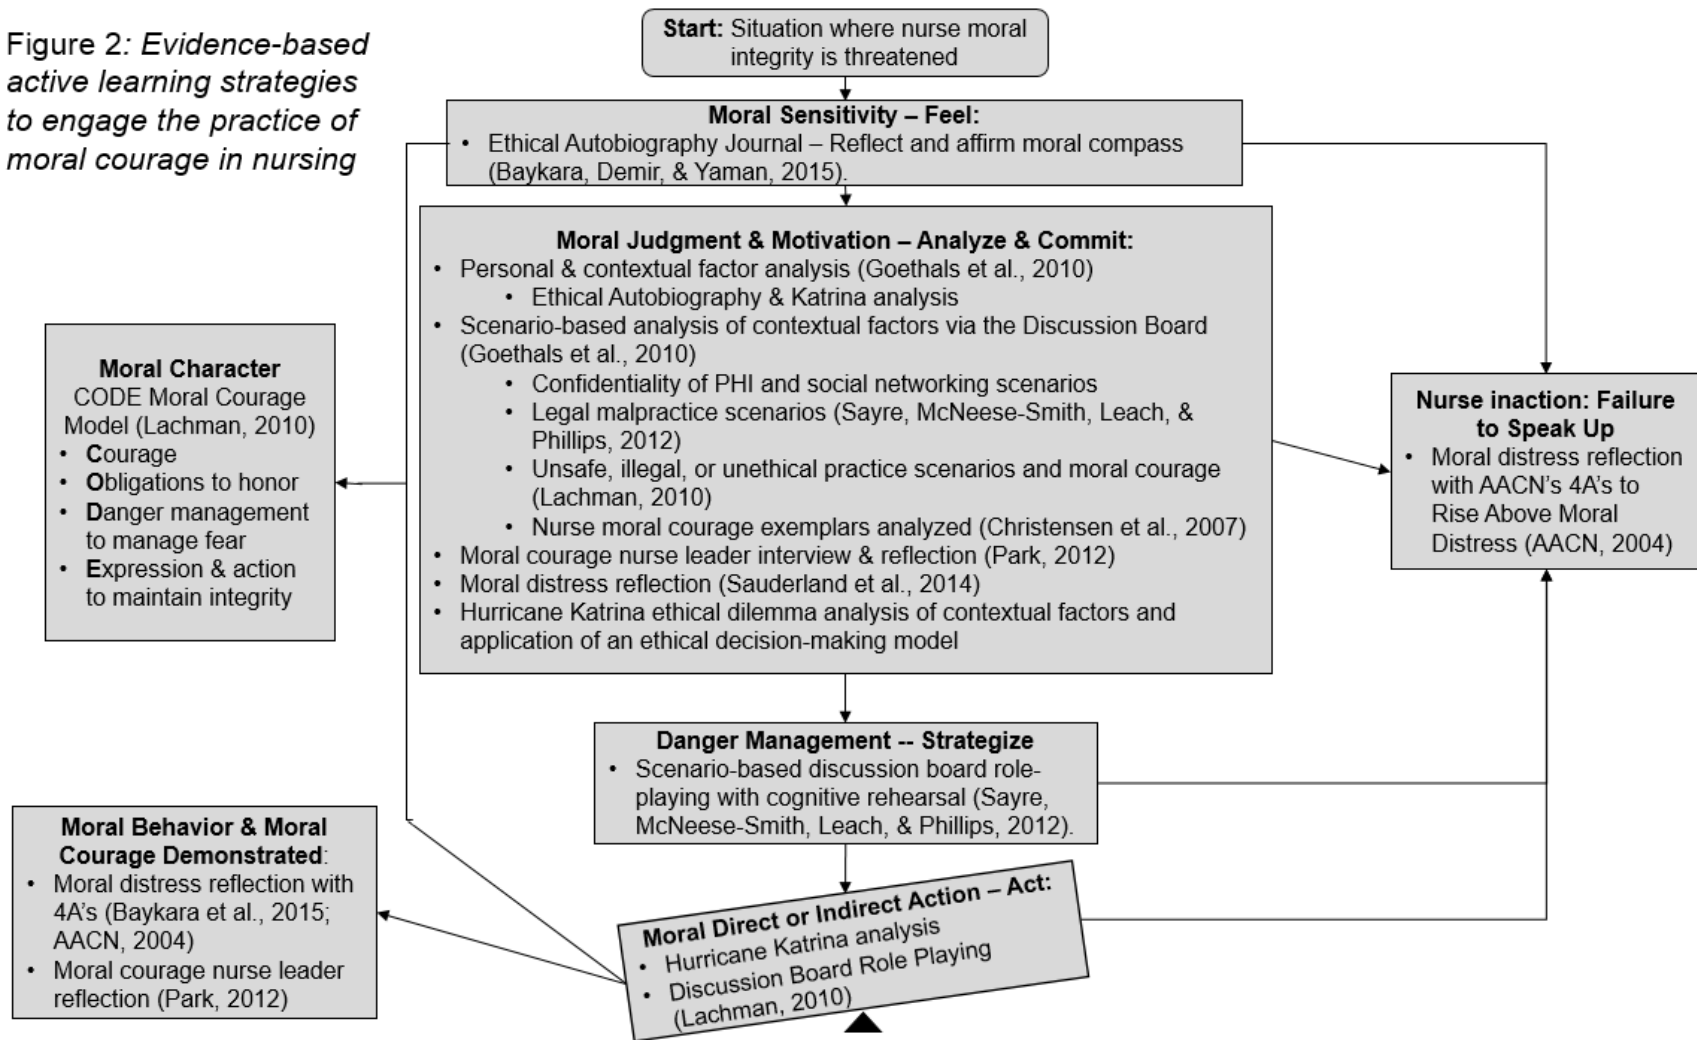 Figure 2: Evidence-based
active learning strategies
to engage the practice of
moral courage in nursing
Start: Situation where nurse moral
integrity is threatened
Moral Sensitivity – Feel:
• Ethical Autobiography Journal – Reflect and affirm moral compass
(Baykara, Demir, & Yaman, 2015).
Moral Judgment & Motivation – Analyze & Commit:
• Personal & contextual factor analysis (Goethals et al., 2010)
• Ethical Autobiography & Katrina analysis
• Scenario-based analysis of contextual factors via the Discussion Board
(Goethals et al., 2010)
• Confidentiality of PHI and social networking scenarios
• Legal malpractice scenarios (Sayre, McNeese-Smith, Leach, &
Phillips, 2012)
• Unsafe, illegal, or unethical practice scenarios and moral courage
(Lachman, 2010)
• Nurse moral courage exemplars analyzed (Christensen et al., 2007)
• Moral courage nurse leader interview & reflection (Park, 2012)
• Moral distress reflection (Sauderland et al., 2014)
• Hurricane Katrina ethical dilemma analysis of contextual factors and
application of an ethical decision-making model
Moral Character
CODE Moral Courage
Model (Lachman, 2010)
• Courage
• Obligations to honor
• Danger management
to manage fear
• Expression & action
to maintain integrity
Nurse inaction: Failure
to Speak Up
• Moral distress reflection
with AACN's 4A's to
Rise Above Moral
Distress (AACN, 2004)
Danger Management -- Strategize
• Scenario-based discussion board role-
playing with cognitive rehearsal (Sayre,
McNeese-Smith, Leach, & Phillips, 2012).
Moral Behavior & Moral
Courage Demonstrated:
• Moral distress reflection with
4A's (Baykara et al., 2015;
AACN, 2004)
• Moral courage nurse leader
reflection (Park, 2012)
Moral Direct or Indirect Action – Act:
• Hurricane Katrina analysis
• Discussion Board Role Playing
(Lachman, 2010)